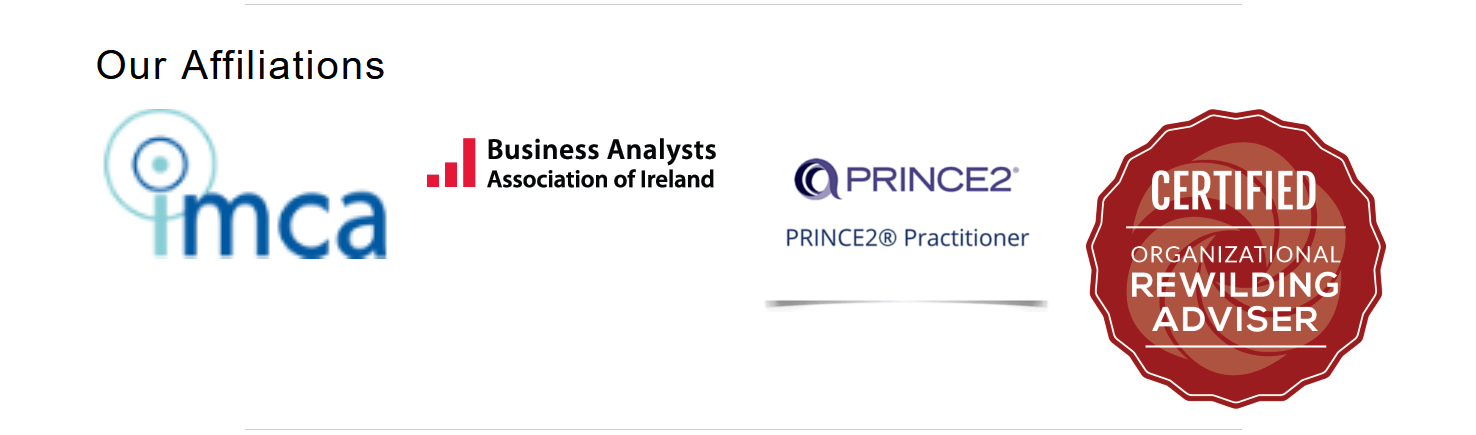 Our Affiliations
imca
Business Analysts
Association of Ireland
PRINCE2®
PRINCE2® Practitioner
CERTIFIED
ORGANIZATIONAL
REWILDING
ADVISER